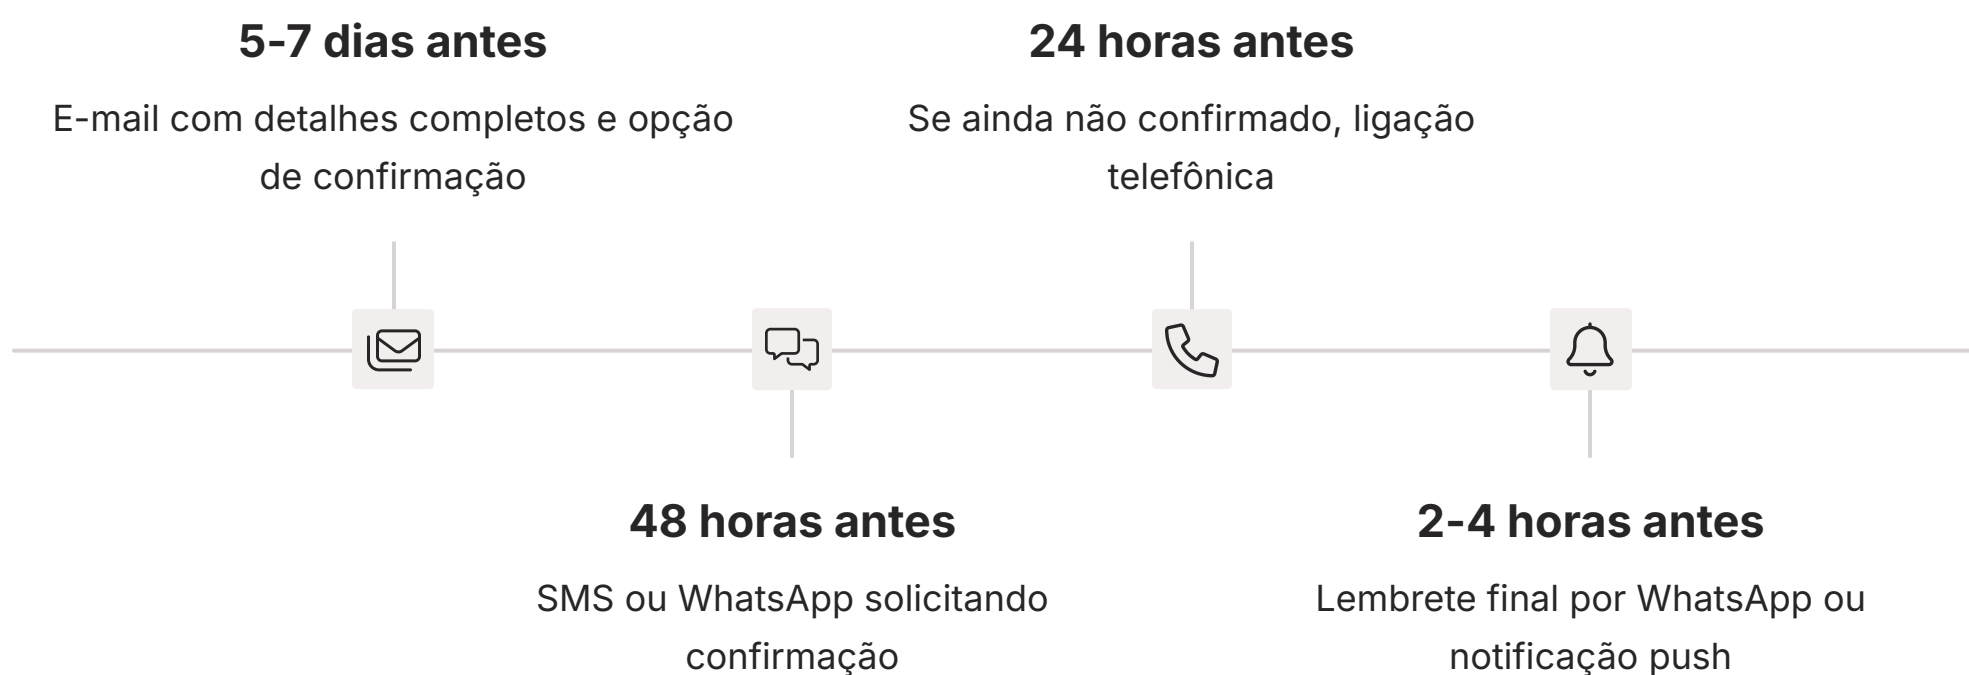 5-7 dias antes
E-mail com detalhes completos e opção
de confirmação
48 horas antes
SMS ou WhatsApp solicitando
confirmação
24 horas antes
Se ainda não confirmado, ligação
telefônica
2-4 horas antes
Lembrete final por WhatsApp ou
notificação push